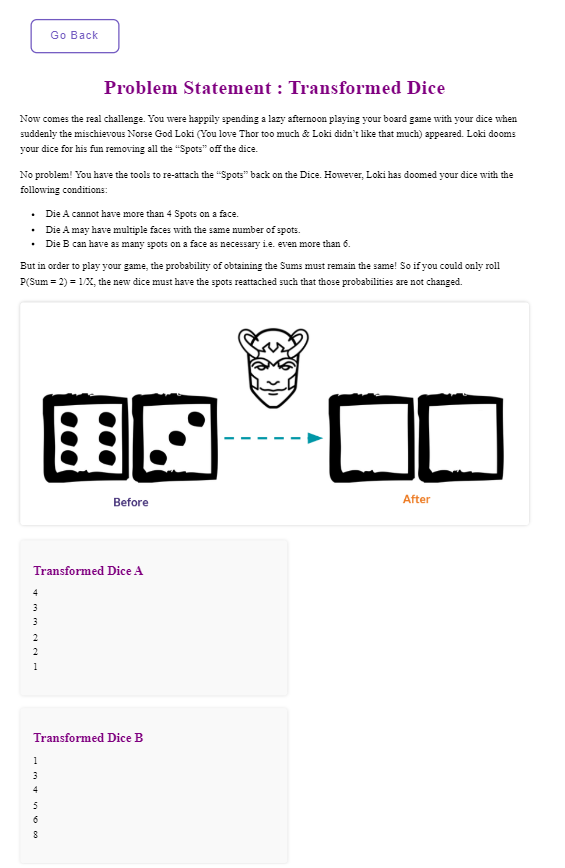 Go Back
Problem Statement : Transformed Dice
Now comes the real challenge. You were happily spending a lazy afternoon playing your board game with your dice when
suddenly the mischievous Norse God Loki (You love Thor too much & Loki didn't like that much) appeared. Loki dooms
your dice for his fun removing all the “Spots” off the dice.
No problem! You have the tools to re-attach the “Spots” back on the Dice. However, Loki has doomed your dice with the
following conditions:
• Die A cannot have more than 4 Spots on a face.
• Die A may have multiple faces with the same number of spots.
• Die B can have as many spots on a face as necessary i.e. even more than 6.
But in order to play your game, the probability of obtaining the Sums must remain the same! So if you could only roll
P(Sum = 2) = 1/X, the new dice must have the spots reattached such that those probabilities are not changed.
Before
After
Transformed Dice A
4
3
3
2
2
1
Transformed Dice B
1
3
4
5
6
8